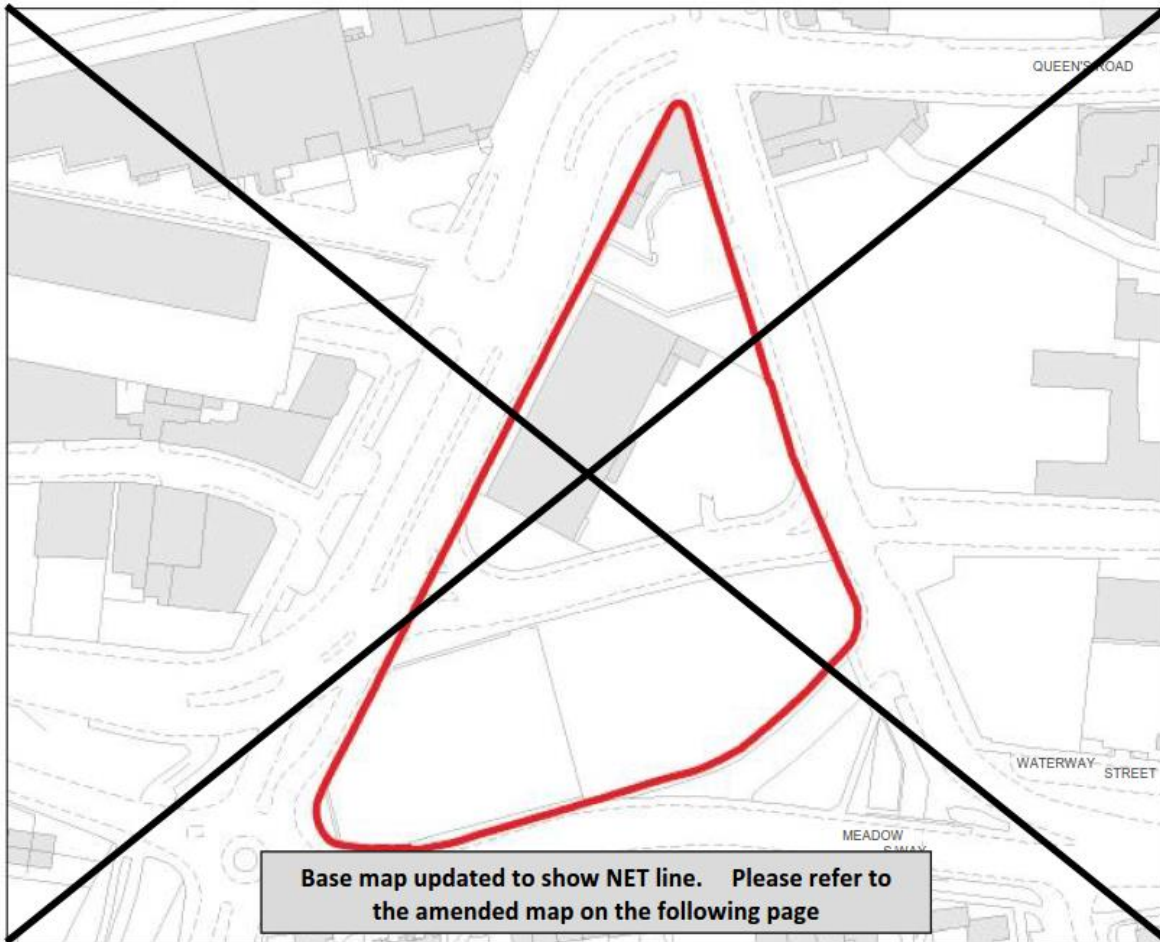 QUEEN'S ROAD
WATERWAY STREET
MEADOW
S WAY
Base map updated to show NET line. Please refer to
the amended map on the following page